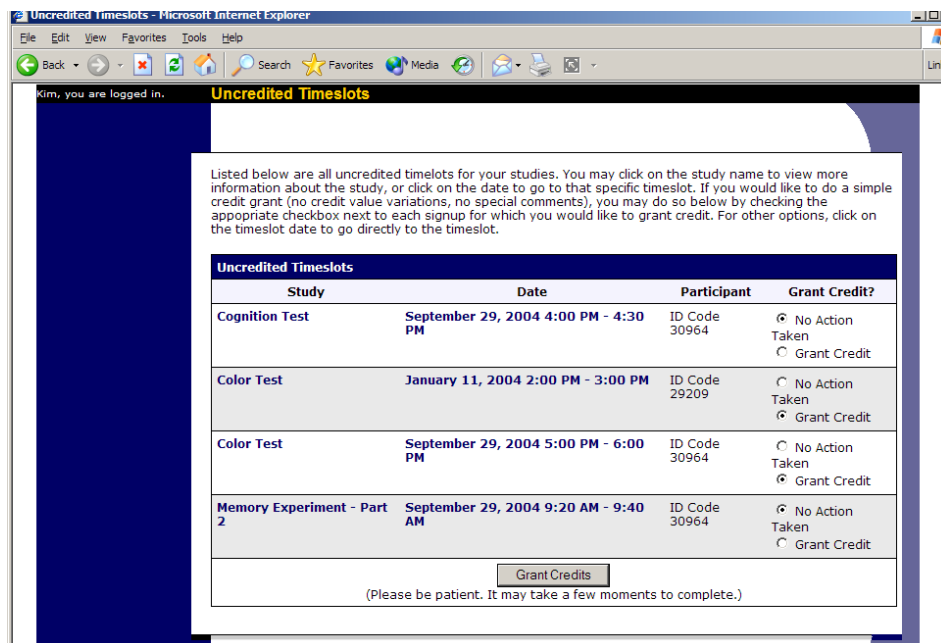 Uncredited Timeslots - Microsoft Internet Explorer
File Edit View Favorites Tools Help
Back Search Favorites Media
Kim, you are logged in.
Uncredited Timeslots
Listed below are all uncredited timelots for your studies. You may click on the study name to view more
information about the study, or click on the date to go to that specific timeslot. If you would like to do a simple
credit grant (no credit value variations, no special comments), you may do so below by checking the
appopriate checkbox next to each signup for which you would like to grant credit. For other options, click on
the timeslot date to go directly to the timeslot.
Uncredited Timeslots
Study Date Participant Grant Credit?
Cognition Test September 29, 2004 4:00 PM - 4:30 ID Code No Action
PM 30964 Taken
Grant Credit
Color Test January 11, 2004 2:00 PM - 3:00 PM ID Code No Action
29209 Taken
Grant Credit
Color Test September 29, 2004 5:00 PM - 6:00 ID Code No Action
PM 30964 Taken
Grant Credit
Memory Experiment - Part September 29, 2004 9:20 AM - 9:40 ID Code No Action
2 AM 30964 Taken
Grant Credit
Grant Credits
(Please be patient. It may take a few moments to complete.)